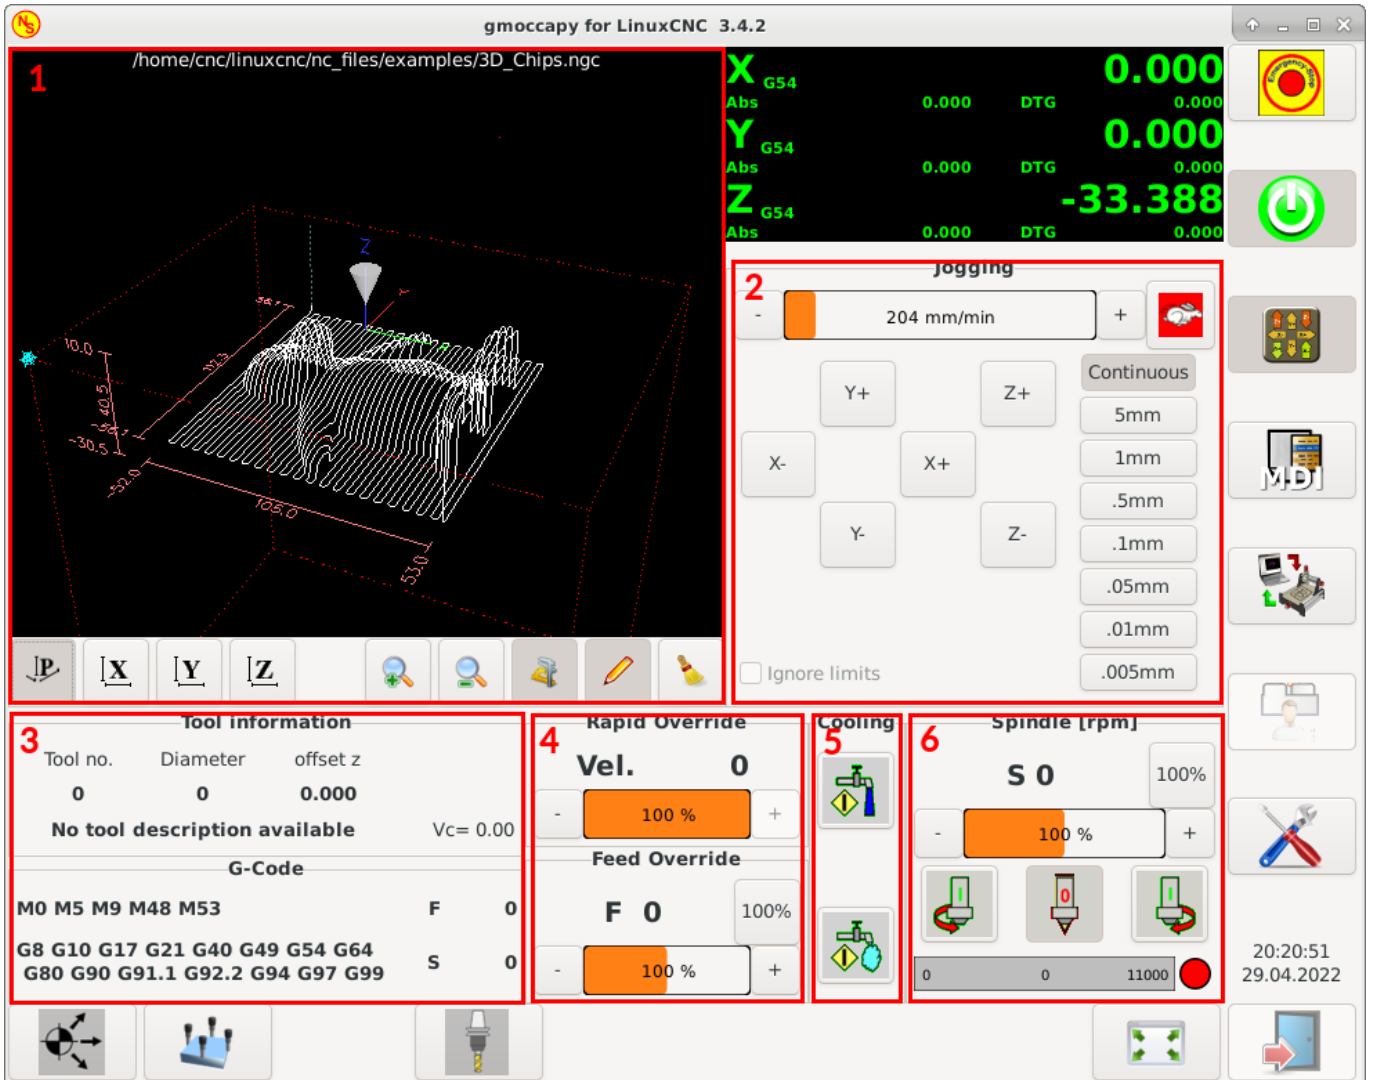 gmoccapy for LinuxCNC 3.4.2
1
/home/cnc/linuxcnc/nc_files/examples/3D_Chips.ngc
Z
10.0
40.5
-30.5
-52.0
105.0
53.0
X G54 0.000
Abs 0.000 DTG 0.000
Y G54 0.000
Abs 0.000 DTG 0.000
Z G54 -33.388
Abs 0.000 DTG 0.000
Emergency-Stop
2
Jogging
- 204 mm/min +
Continuous
Y+ Z+
5mm
X- X+
1mm
.5mm
Y- Z-
.1mm
.05mm
.01mm
Ignore limits
.005mm
MDI
P X Y Z
3
Tool information
Tool no. Diameter offset z
0 0 0.000
No tool description available Vc= 0.00
G-Code
M0 M5 M9 M48 M53 F 0
G8 G10 G17 G21 G40 G49 G54 G64
G80 G90 G91.1 G92.2 G94 G97 G99
S 0
4
Rapid Override
Vel. 0
- 100 % +
Feed Override
F 0 100%
- 100 % +
5
Cooling
6
Spindle [rpm]
S 0 100%
- 100 % +
I 0 I
0 0 11000
20:20:51
29.04.2022